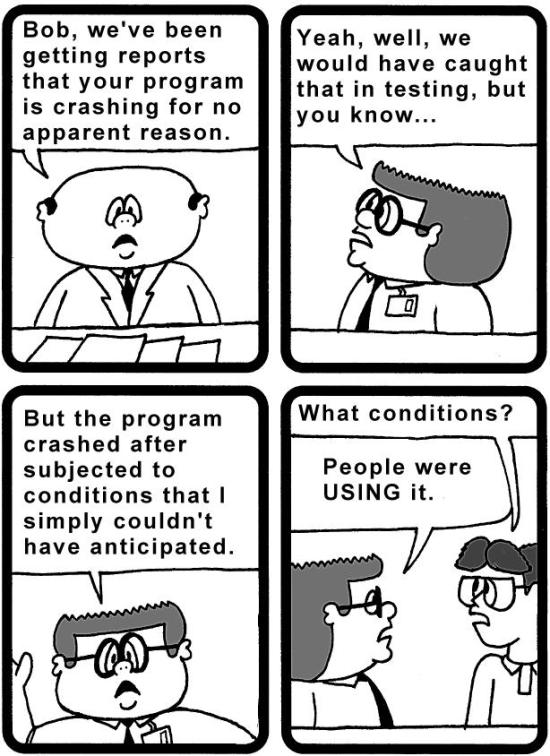 Bob, we've been
getting reports
that your program
is crashing for no
apparent reason.
Yeah, well, we
would have caught
that in testing, but
you know...
But the program
crashed after
subjected to
conditions that I
simply couldn't
have anticipated.
What conditions?
People were
USING it.